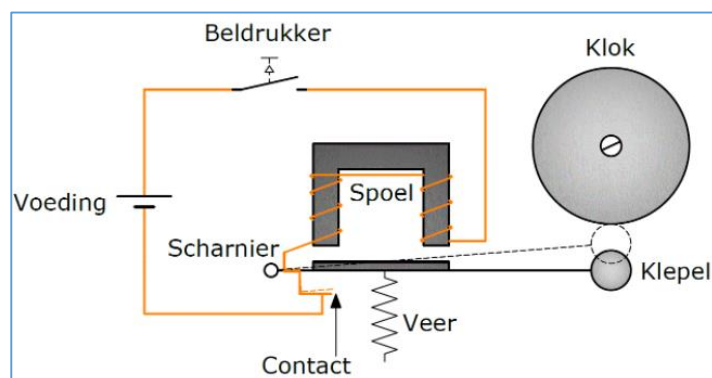 Beldrukker
Klok
Voeding
Spoel
Scharnier
Klepel
Veer
Contact